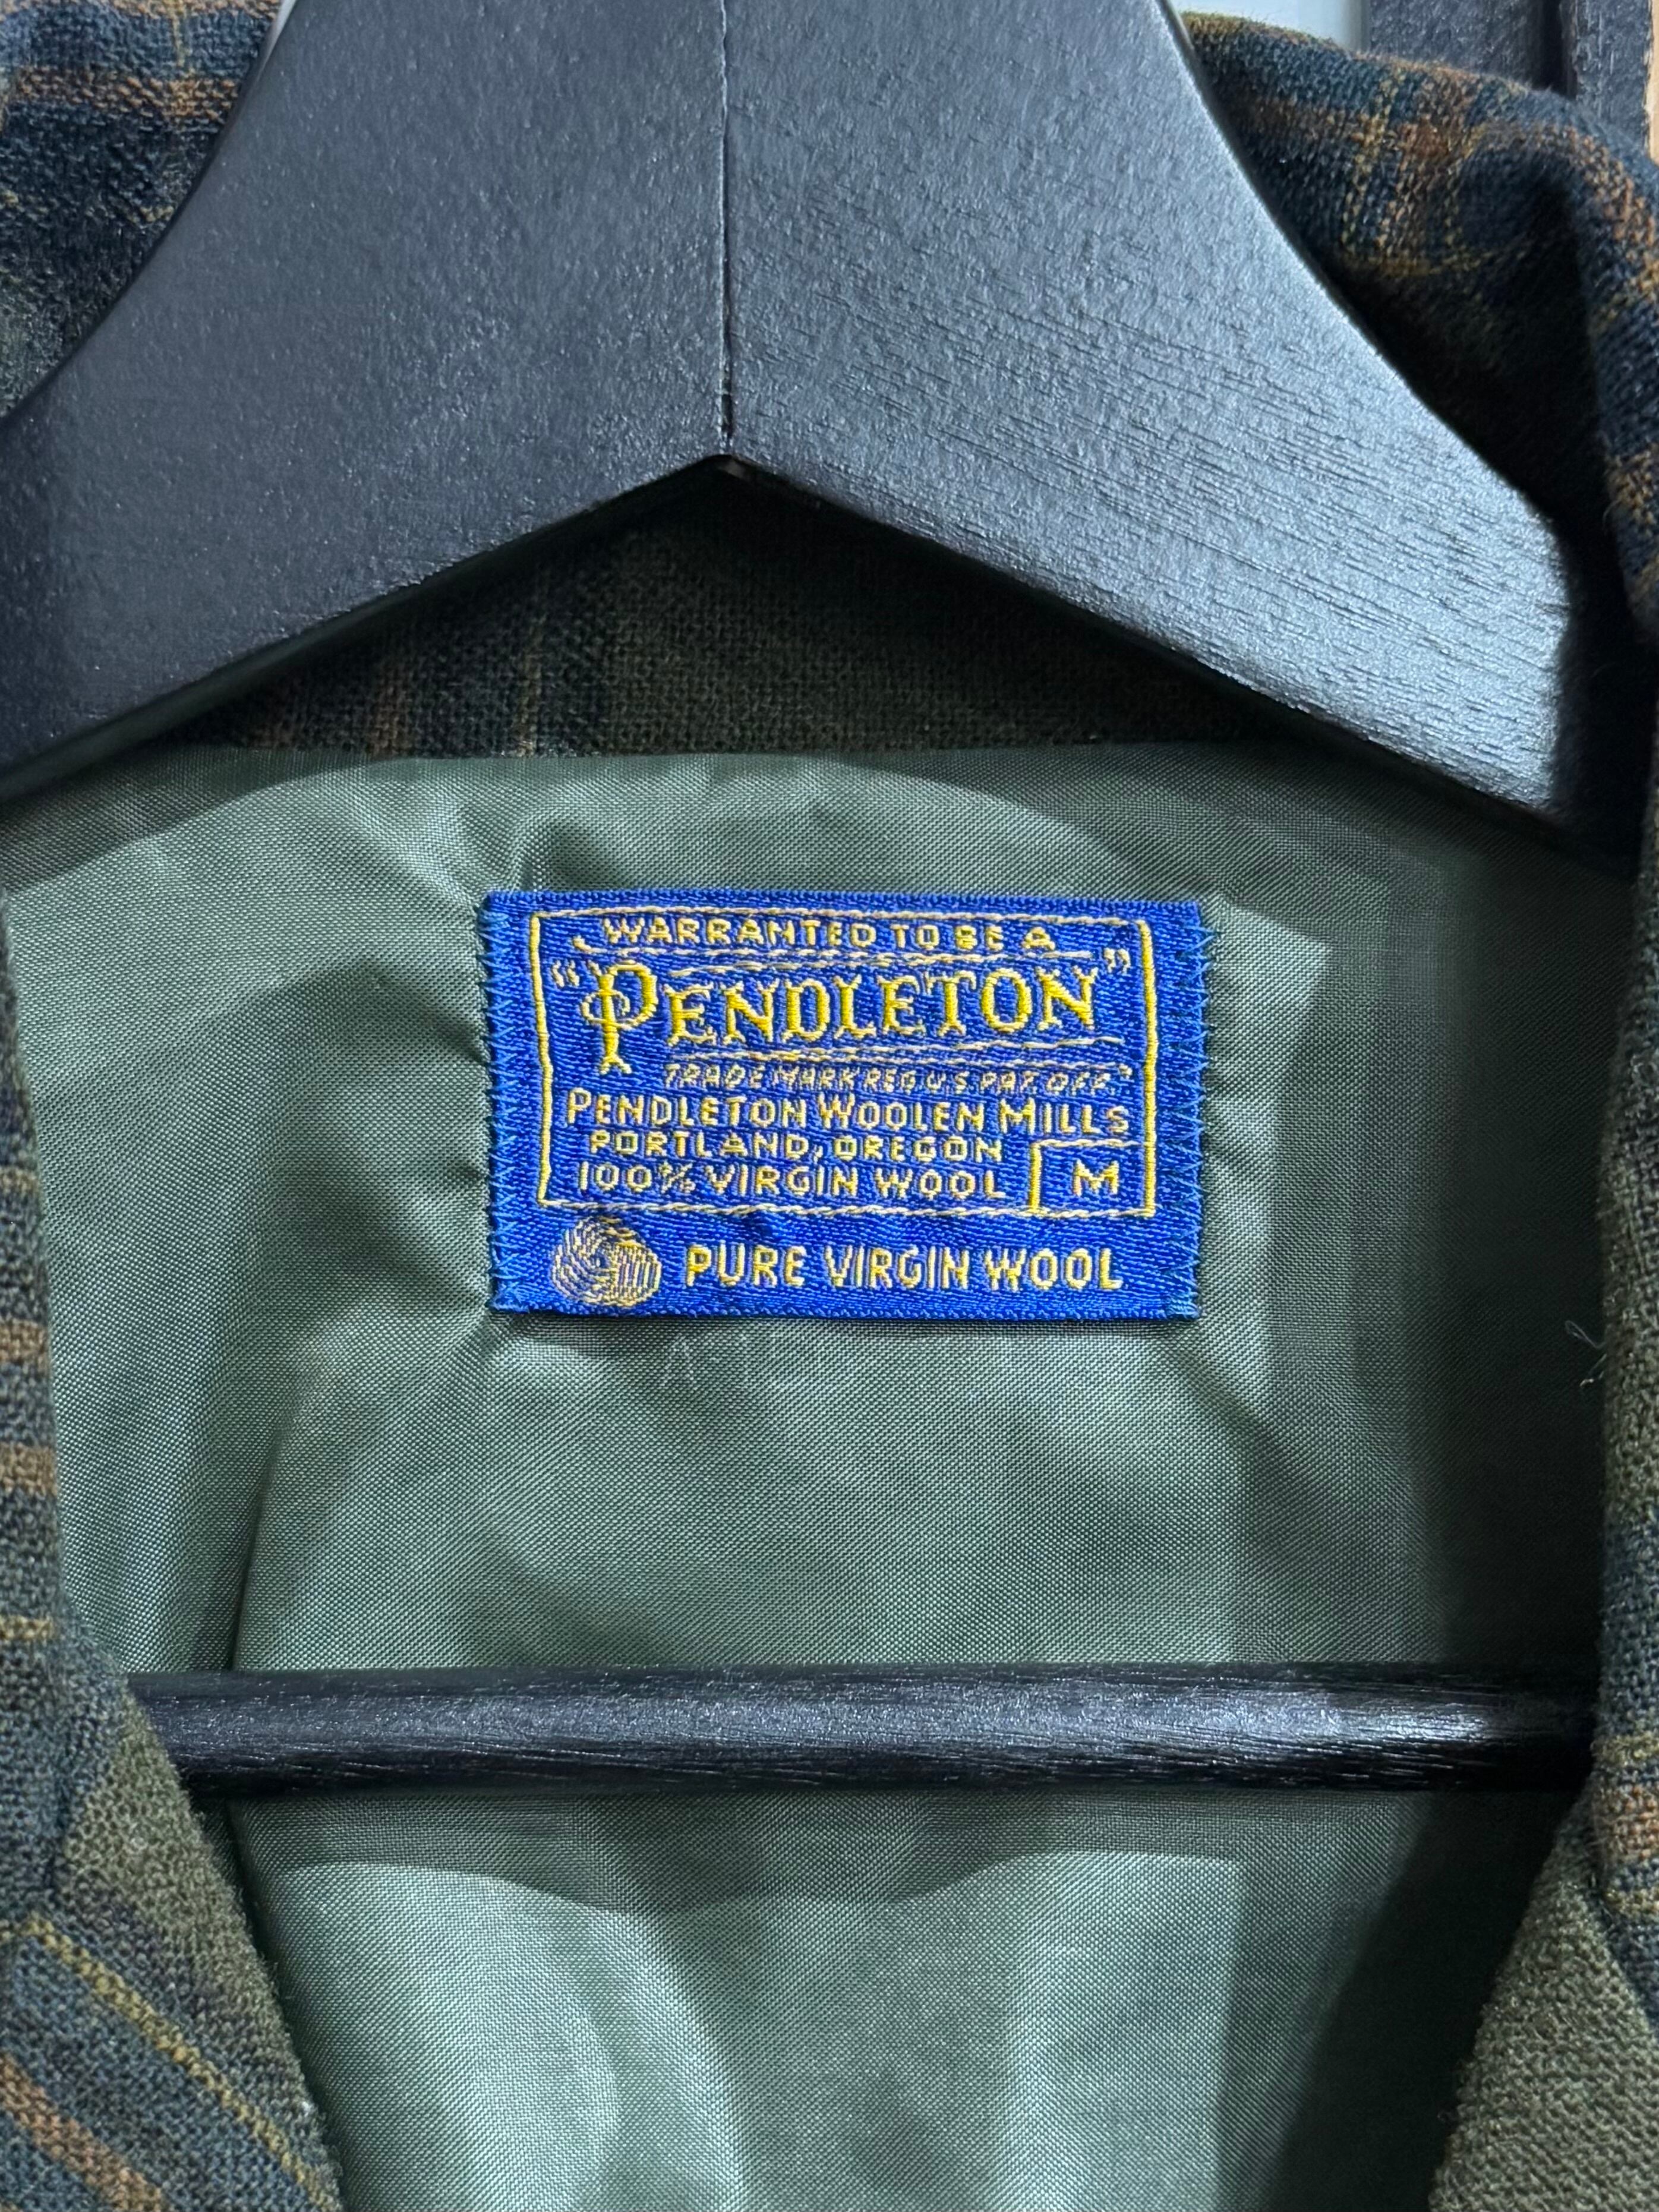 WARRANTED TO BE A
"PENDLETON"
TRADE MARK REG U.S. PAT. OFF.
PENDLETON WOOLEN MILLS
PORTLAND, OREGON
100% VIRGIN WOOL M
PURE VIRGIN WOOL